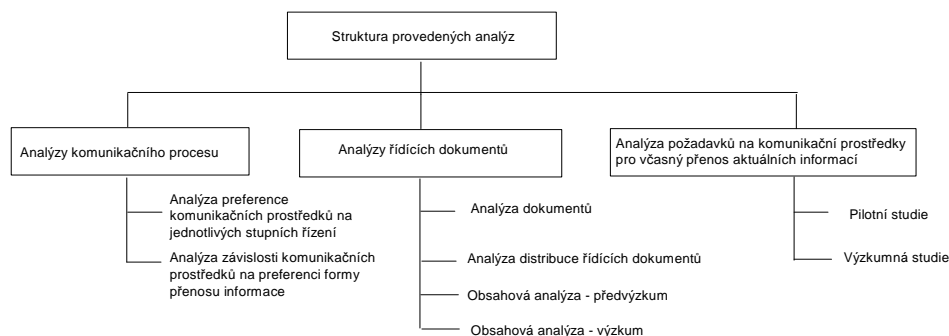 Struktura provedených analýz
Analýzy komunikačního procesu
Analýza preference
komunikačních prostředků na
jednotlivých stupních řízení
Analýza závislosti komunikačních
prostředků na preferenci formy
přenosu informace
Analýzy řídících dokumentů
Analýza dokumentů
Analýza distribuce řídících dokumentů
Obsahová analýza - předvýzkum
Obsahová analýza - výzkum
Analýza požadavků na komunikační prostředky
pro včasný přenos aktuálních informací
Pilotní studie
Výzkumná studie